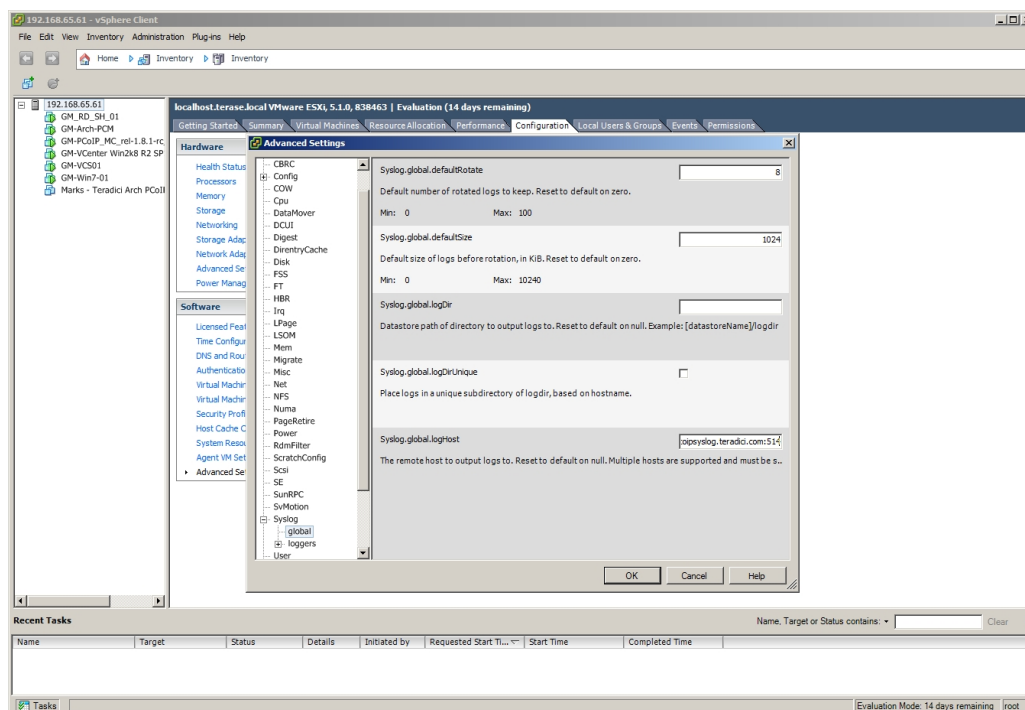 192.168.65.61 - vSphere Client
File Edit View Inventory Administration Plug-ins Help
Home Inventory Inventory
192.168.65.61
GM_RD_SH_01
GM-Arch-PCM
GM-PCoIP_MC_rel-1.8.1-rc
GM-VCenter Win2k8 R2 SP
GM-VCS01
GM-Win7-01
Marks - Teradici Arch PCoI
localhost.terase.local VMware ESXi, 5.1.0, 838463 | Evaluation (14 days remaining)
Getting Started Summary Virtual Machines Resource Allocation Performance Configuration Local Users & Groups Events Permissions
Hardware
Health Status
Processors
Memory
Storage
Networking
Storage Adap
Network Adap
Advanced Se
Power Manag
Software
Licensed Feat
Time Configur
DNS and Rou
Authenticatio
Virtual Machin
Virtual Machin
Security Profi
Host Cache C
System Resou
Agent VM Set
Advanced Se
Advanced Settings
CBRC
Config
COW
Cpu
DataMover
DCUI
Digest
DirentryCache
Disk
FSS
FT
HBR
Irq
LPage
LSOM
Mem
Migrate
Misc
Net
NFS
Numa
PageRetire
Power
RdmFilter
ScratchConfig
Scsi
SE
SunRPC
SvMotion
Syslog
global
loggers
User
Syslog.global.defaultRotate 8
Default number of rotated logs to keep. Reset to default on zero.
Min: 0 Max: 100
Syslog.global.defaultSize 1024
Default size of logs before rotation, in KiB. Reset to default on zero.
Min: 0 Max: 10240
Syslog.global.logDir
Datastore path of directory to output logs to. Reset to default on null. Example: [datastoreName]/logdir
Syslog.global.logDirUnique
Place logs in a unique subdirectory of logdir, based on hostname.
Syslog.global.logHost oipsyslog.teradici.com:514
The remote host to output logs to. Reset to default on null. Multiple hosts are supported and must be s..
OK Cancel Help
Recent Tasks
Name, Target or Status contains: Clear
Name Target Status Details Initiated by Requested Start Ti... Start Time Completed Time
Tasks
Evaluation Mode: 14 days remaining root